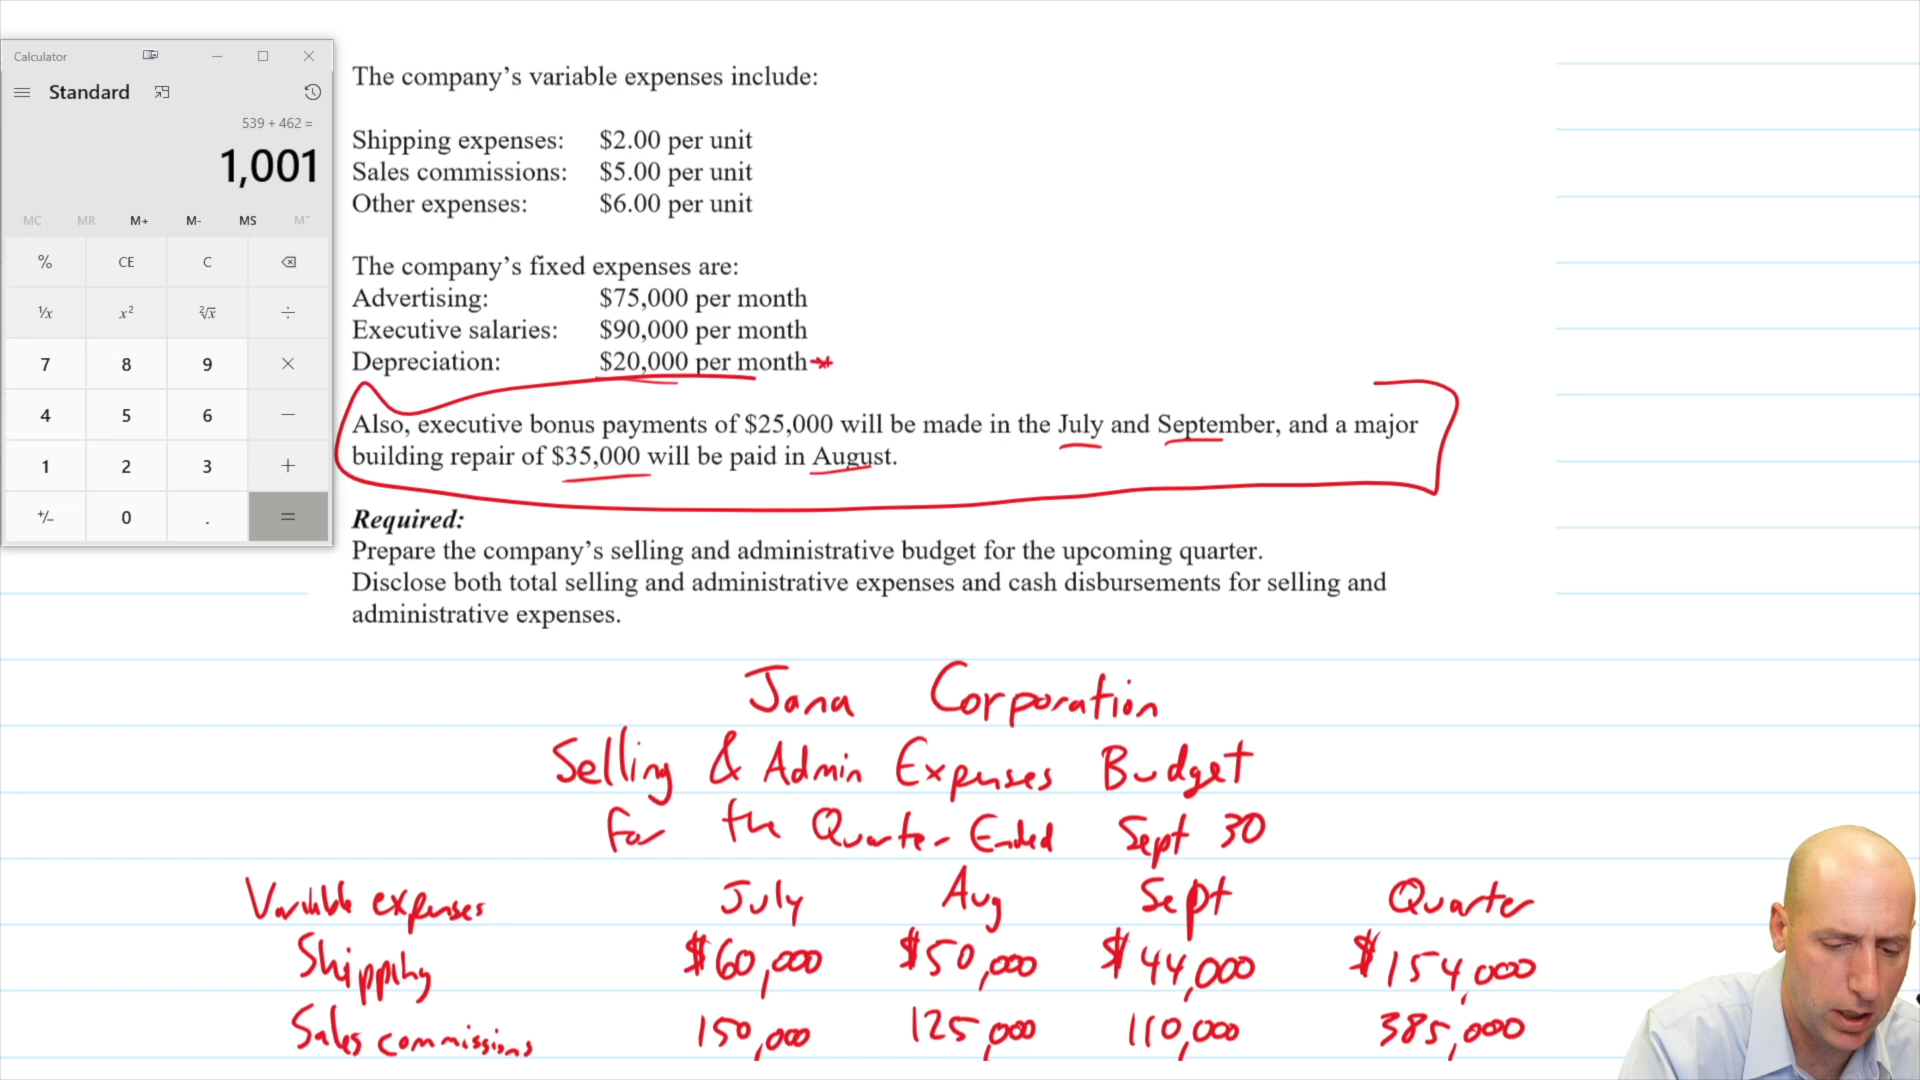 Calculator
Standard
539 + 462 =
1,001
MC MR M+ M- MS M˅
% CE C ⌫
¹/x x² ²√x ÷
7 8 9 ×
4 5 6 −
1 2 3 +
+/− 0 . =
The company's variable expenses include:
Shipping expenses: $2.00 per unit
Sales commissions: $5.00 per unit
Other expenses: $6.00 per unit
The company's fixed expenses are:
Advertising: $75,000 per month
Executive salaries: $90,000 per month
Depreciation: $20,000 per month*
Also, executive bonus payments of $25,000 will be made in the July and September, and a major
building repair of $35,000 will be paid in August.
Required:
Prepare the company's selling and administrative budget for the upcoming quarter.
Disclose both total selling and administrative expenses and cash disbursements for selling and
administrative expenses.
Jana Corporation
Selling & Admin Expenses Budget
For the Quarter Ended Sept 30
Variable expenses July Aug Sept Quarter
Shipping $60,000 $50,000 $44,000 $154,000
Sales commissions 150,000 125,000 110,000 385,000